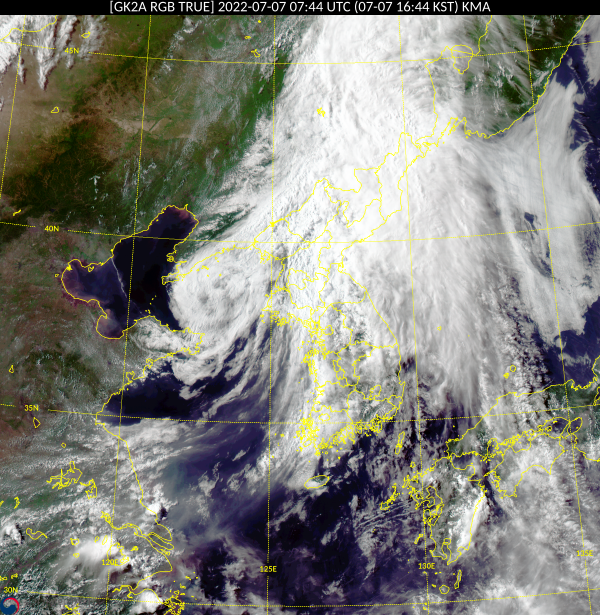 [GK2A RGB TRUE] 2022-07-07 07:44 UTC (07-07 16:44 KST) KMA
45N
40N
35N
120E
125E
130E
135E
30N